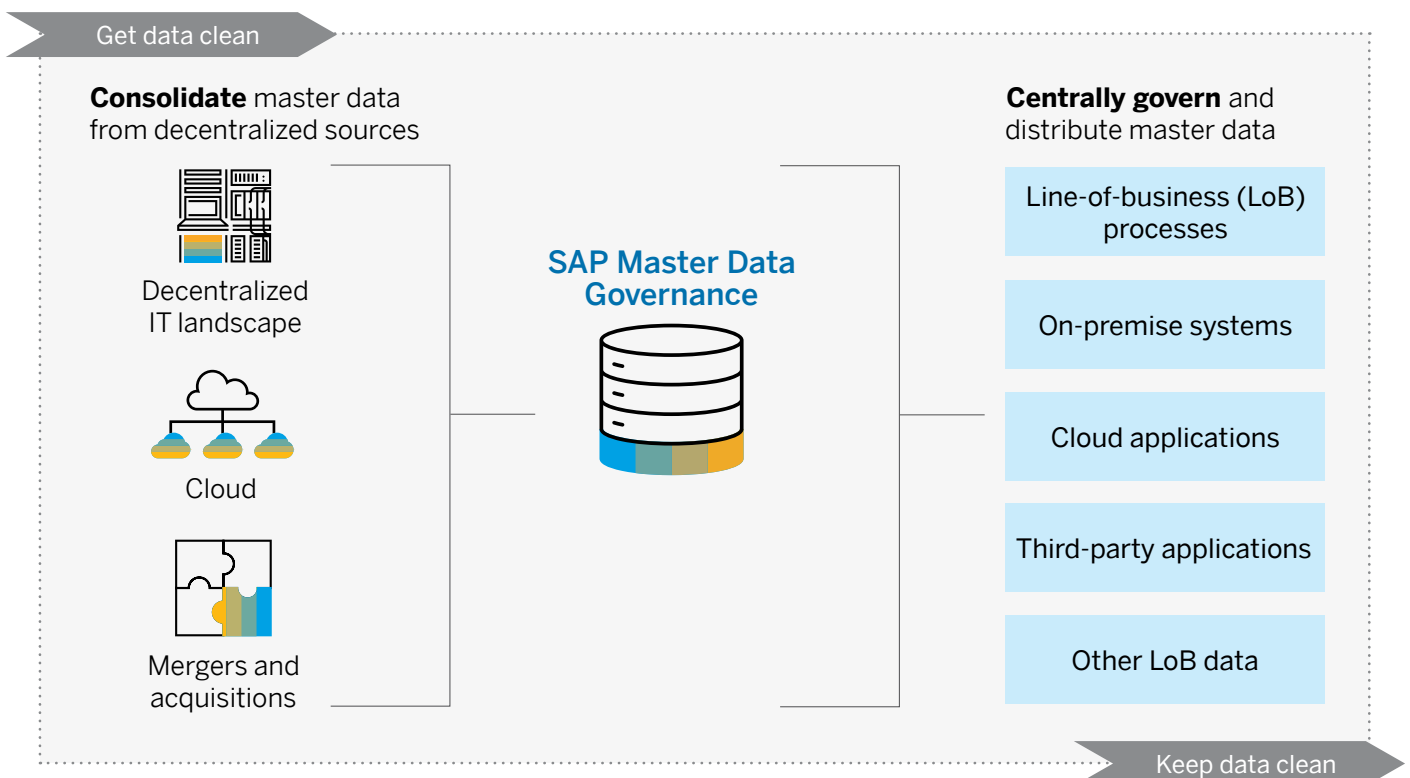 Get data clean
Consolidate master data
from decentralized sources
Decentralized
IT landscape
Cloud
Mergers and
acquisitions
SAP Master Data
Governance
Centrally govern and
distribute master data
Line-of-business (LoB)
processes
On-premise systems
Cloud applications
Third-party applications
Other LoB data
Keep data clean